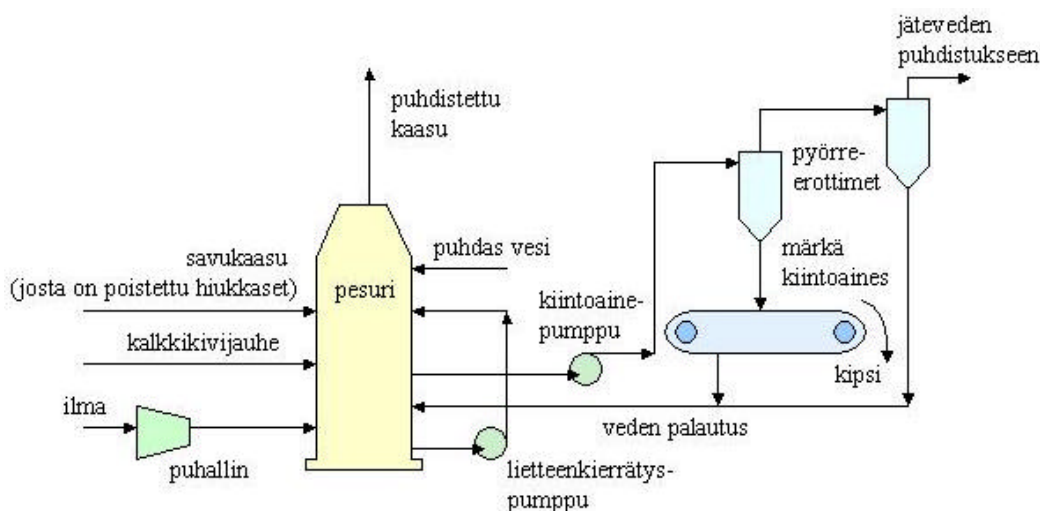 jäteveden
puhdistukseen
puhdistettu
kaasu
pyörre-
erottimet
puhdas vesi
savukaasu
(josta on poistettu hiukkaset)
pesuri
märkä
kiintoaines
kiintoaine-
pumppu
kalkkikivijauhe
kipsi
ilma
veden palautus
puhallin
lietteenkierrätys-
pumppu